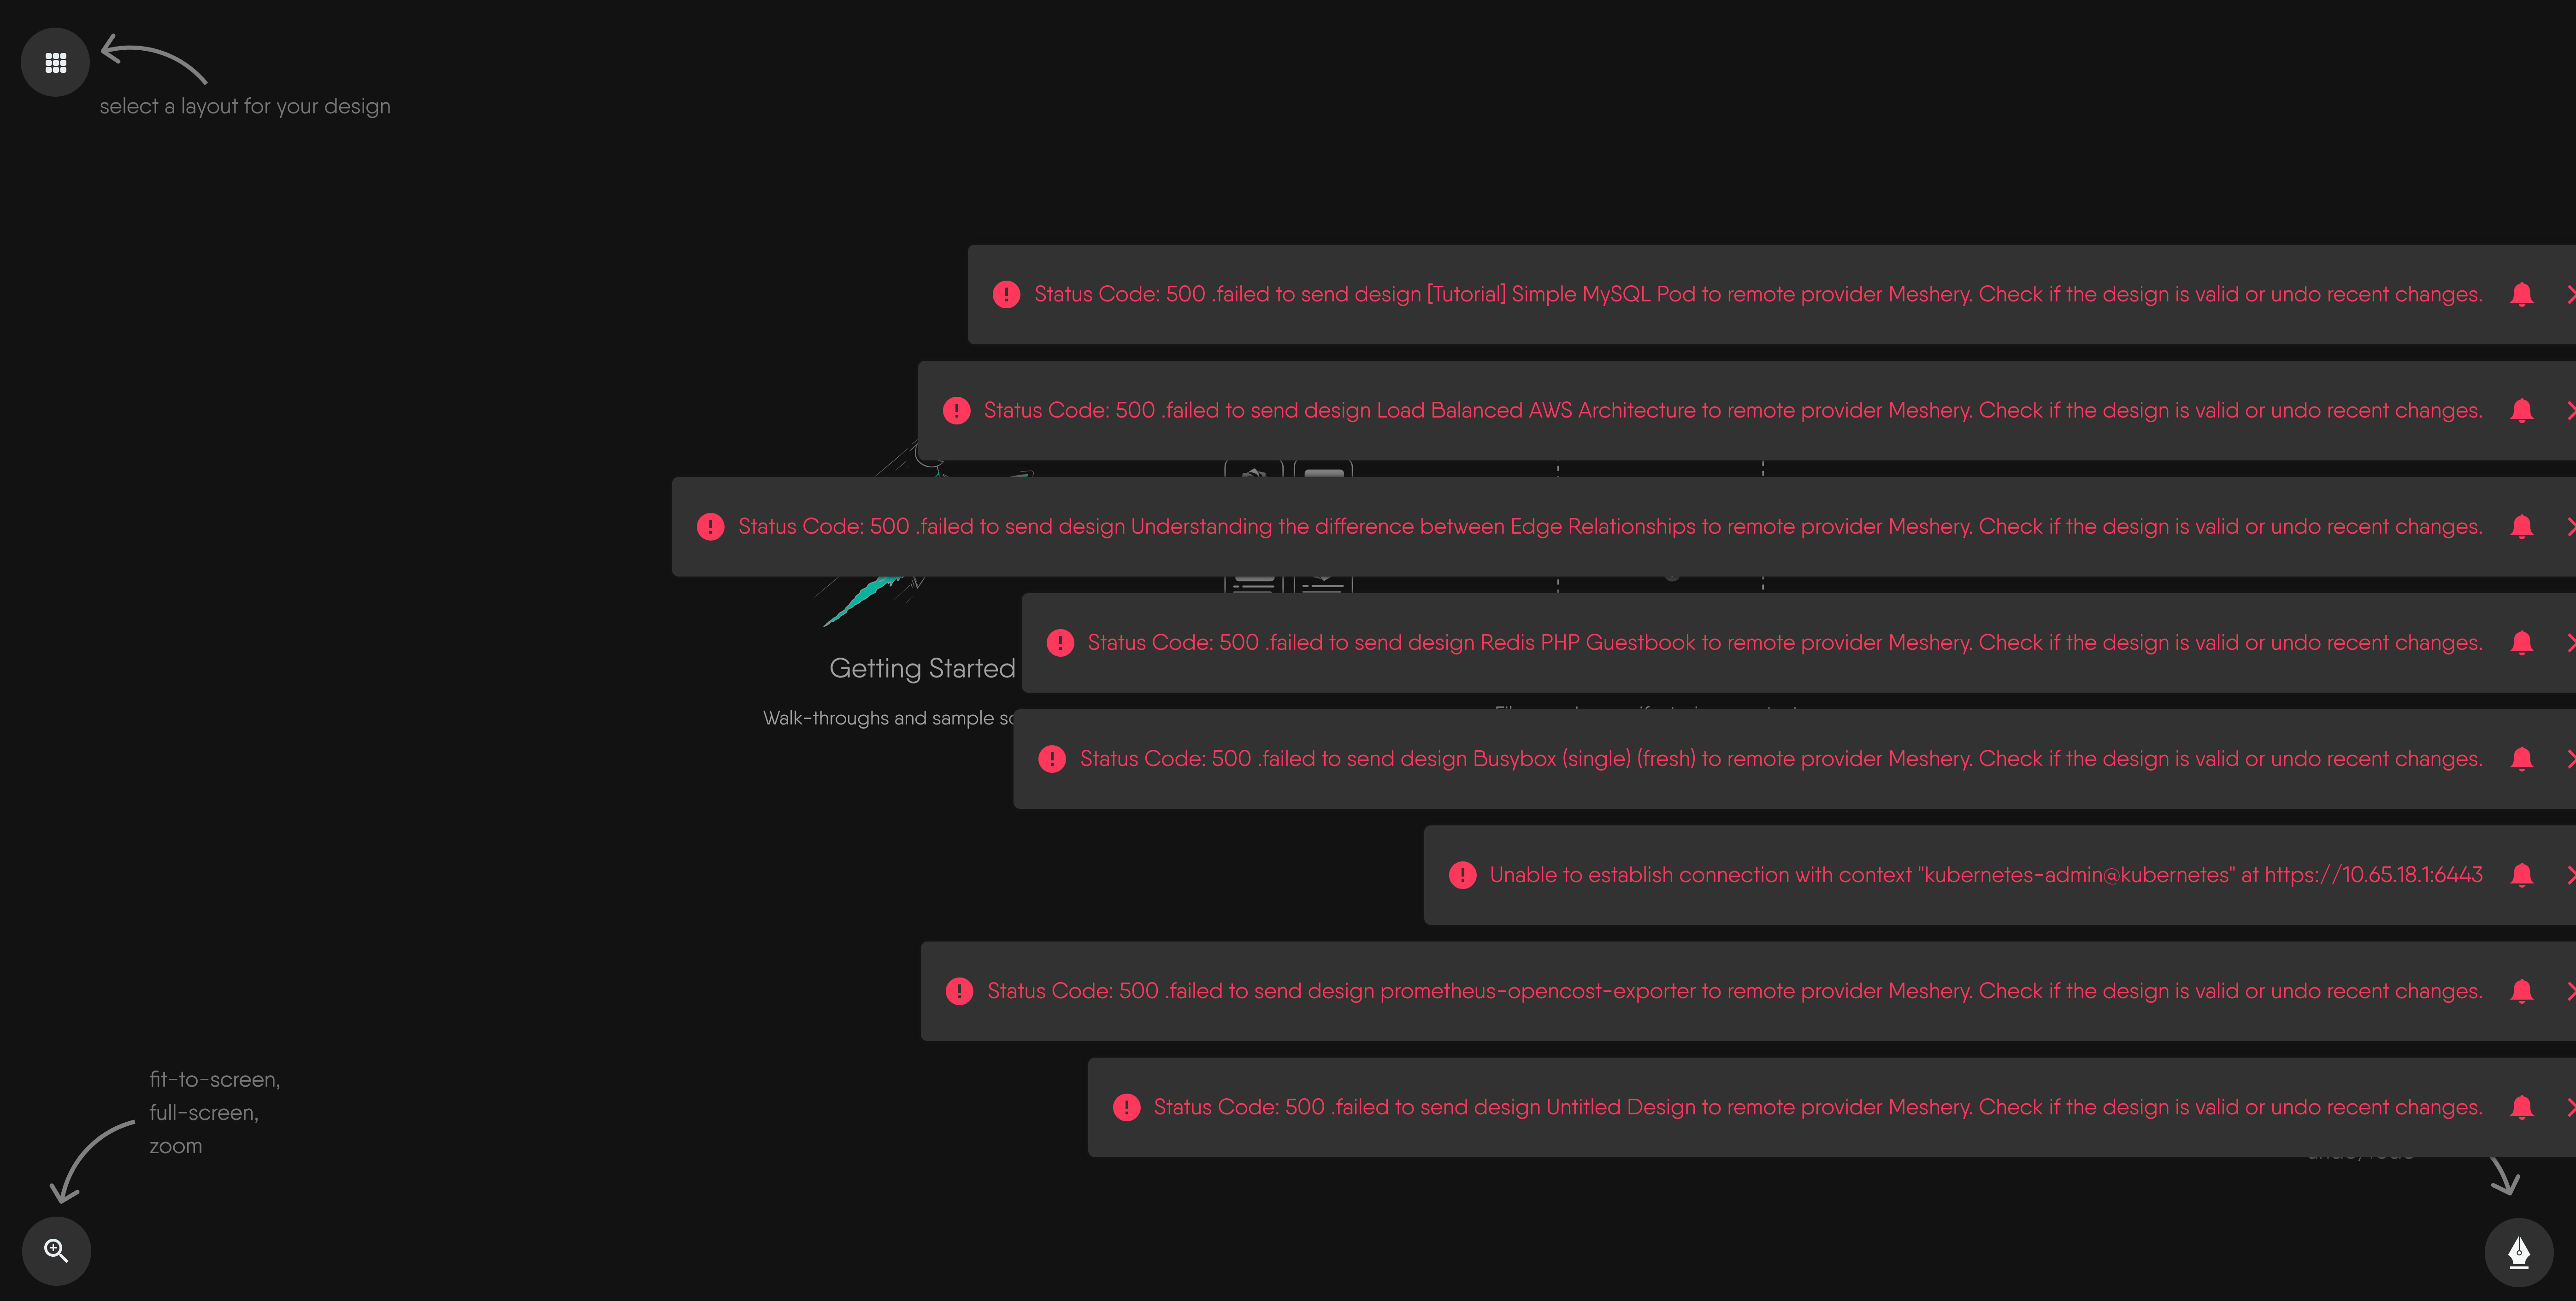 select a layout for your design
Status Code: 500 .failed to send design [Tutorial] Simple MySQL Pod to remote provider Meshery. Check if the design is valid or undo recent changes.
Status Code: 500 .failed to send design Load Balanced AWS Architecture to remote provider Meshery. Check if the design is valid or undo recent changes.
Status Code: 500 .failed to send design Understanding the difference between Edge Relationships to remote provider Meshery. Check if the design is valid or undo recent changes.
Status Code: 500 .failed to send design Redis PHP Guestbook to remote provider Meshery. Check if the design is valid or undo recent changes.
Getting Started
Walk-throughs and sample
Status Code: 500 .failed to send design Busybox (single) (fresh) to remote provider Meshery. Check if the design is valid or undo recent changes.
Unable to establish connection with context "kubernetes-admin@kubernetes" at https://10.65.18.1:6443
Status Code: 500 .failed to send design prometheus-opencost-exporter to remote provider Meshery. Check if the design is valid or undo recent changes.
Status Code: 500 .failed to send design Untitled Design to remote provider Meshery. Check if the design is valid or undo recent changes.
fit-to-screen,
full-screen,
zoom